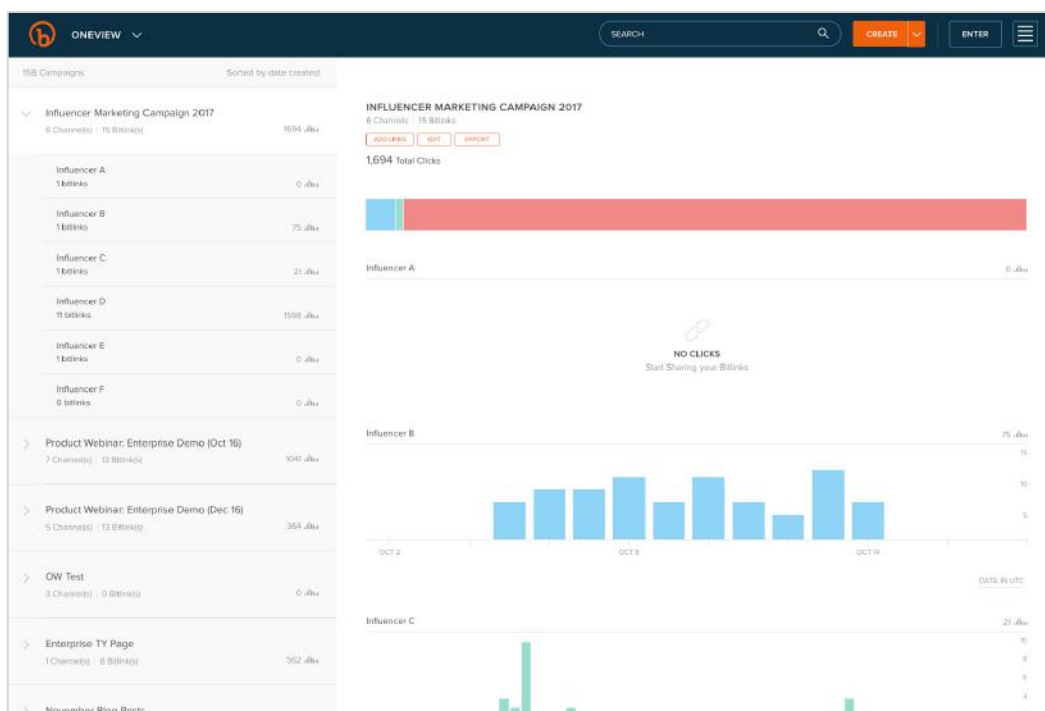 ONEVIEW
SEARCH
CREATE
ENTER
158 Campaigns
Sorted by date created
Influencer Marketing Campaign 2017
6 Channel(s) | 15 Bitlink(s)
1694
Influencer A
1 bitlinks
0
Influencer B
1 bitlinks
75
Influencer C
1 bitlinks
21
Influencer D
11 bitlinks
1598
Influencer E
1 bitlinks
0
Influencer F
0 bitlinks
0
Product Webinar: Enterprise Demo (Oct 16)
7 Channel(s) | 13 Bitlink(s)
1041
Product Webinar: Enterprise Demo (Dec 16)
5 Channel(s) | 13 Bitlink(s)
364
OW Test
3 Channel(s) | 0 Bitlink(s)
0
Enterprise TY Page
1 Channel(s) | 6 Bitlink(s)
562
November Blog Posts
INFLUENCER MARKETING CAMPAIGN 2017
6 Channels | 15 Bitlinks
ADD LINKS
EDIT
EXPORT
1,694 Total Clicks
Influencer A
0
NO CLICKS
Start Sharing your Bitlinks
Influencer B
75
15
10
5
OCT 2
OCT 8
OCT 14
DATA IN UTC
Influencer C
21
10
8
6
4